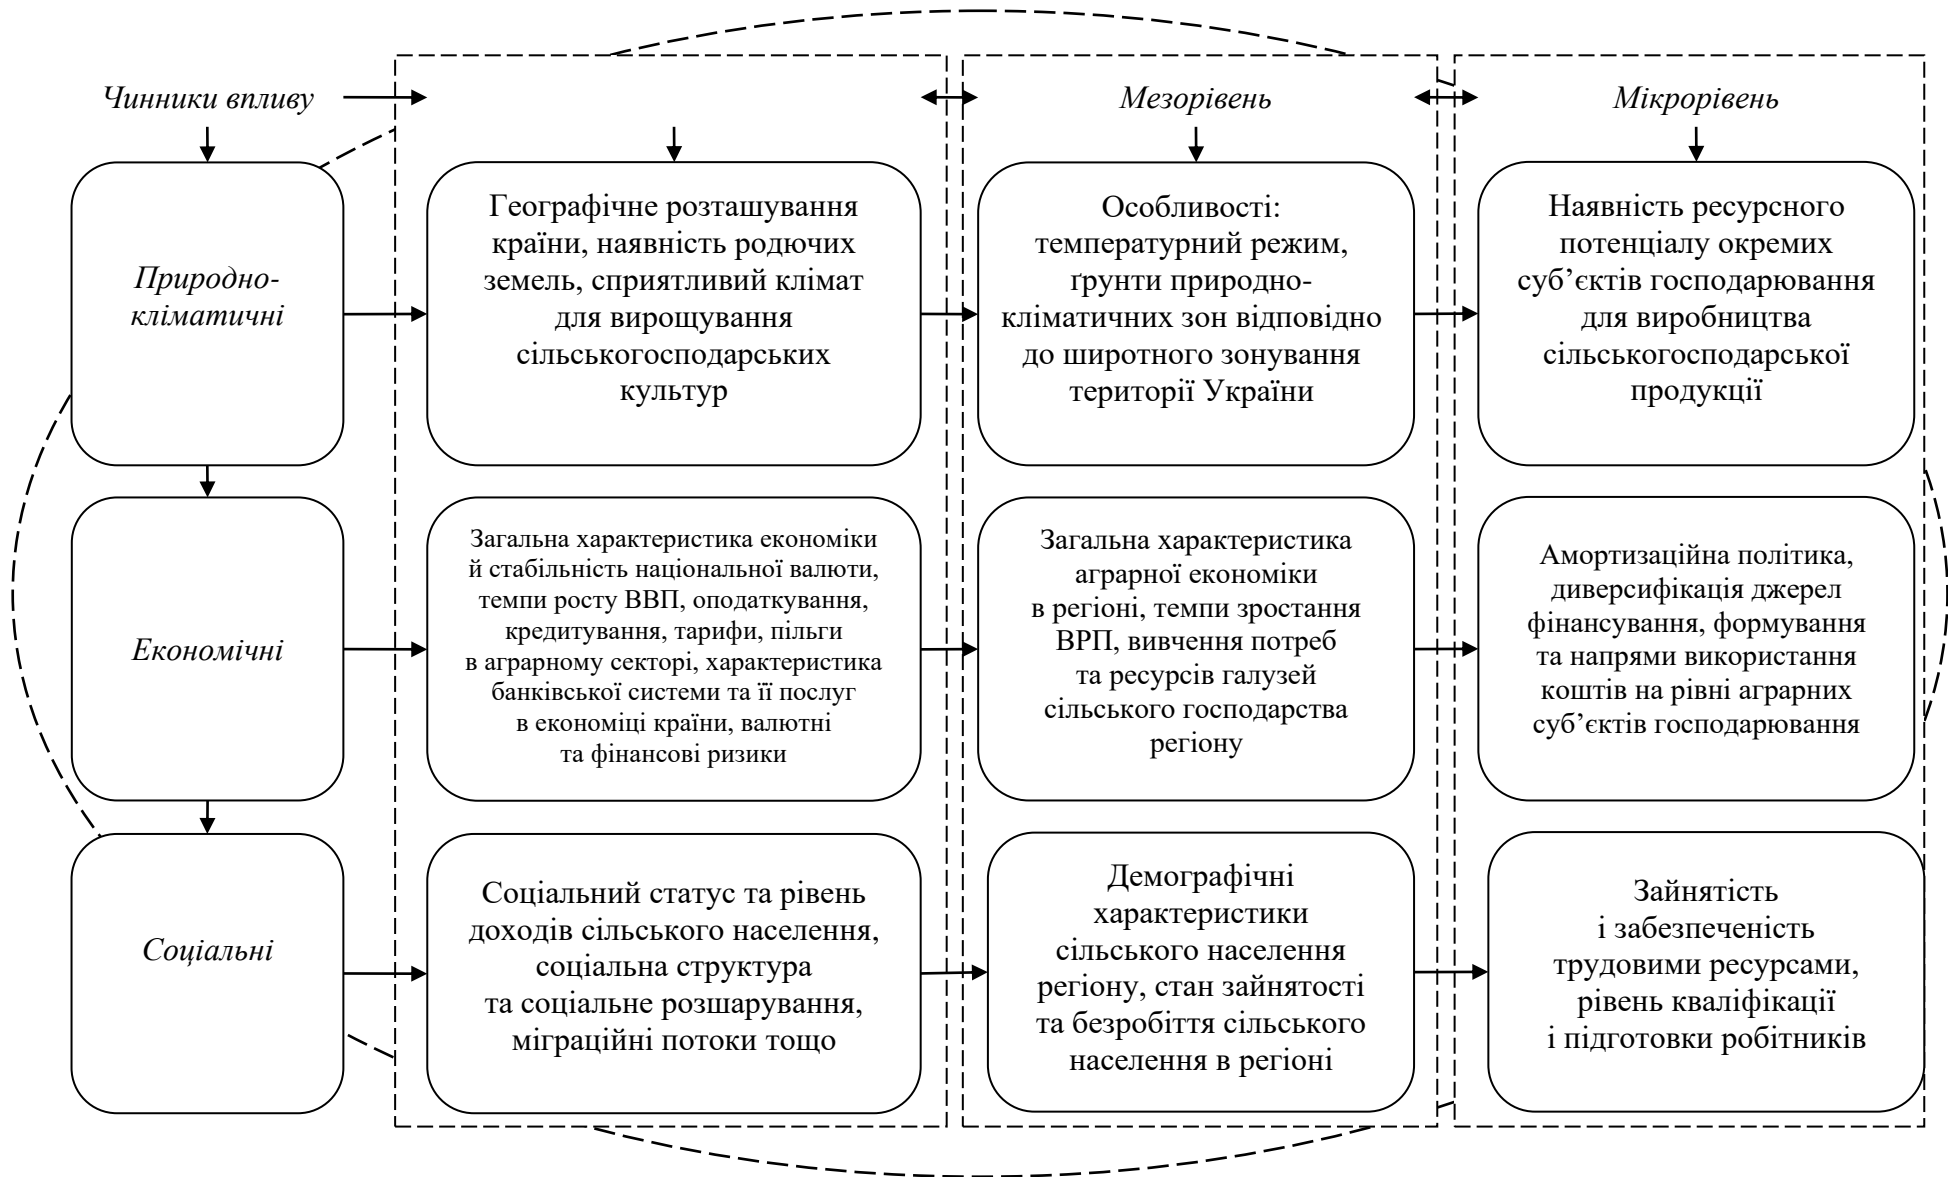 Чинники впливу
Мезорівень
Мікрорівень
Природно-
кліматичні
Географічне розташування
країни, наявність родючих
земель, сприятливий клімат
для вирощування
сільськогосподарських
культур
Особливості:
температурний режим,
ґрунти природно-
кліматичних зон відповідно
до широтного зонування
території України
Наявність ресурсного
потенціалу окремих
суб’єктів господарювання
для виробництва
сільськогосподарської
продукції
Економічні
Загальна характеристика економіки
й стабільність національної валюти,
темпи росту ВВП, оподаткування,
кредитування, тарифи, пільги
в аграрному секторі, характеристика
банківської системи та її послуг
в економіці країни, валютні
та фінансові ризики
Загальна характеристика
аграрної економіки
в регіоні, темпи зростання
ВРП, вивчення потреб
та ресурсів галузей
сільського господарства
регіону
Амортизаційна політика,
диверсифікація джерел
фінансування, формування
та напрями використання
коштів на рівні аграрних
суб’єктів господарювання
Соціальні
Соціальний статус та рівень
доходів сільського населення,
соціальна структура
та соціальне розшарування,
міграційні потоки тощо
Демографічні
характеристики
сільського населення
регіону, стан зайнятості
та безробіття сільського
населення в регіоні
Зайнятість
і забезпеченість
трудовими ресурсами,
рівень кваліфікації
і підготовки робітників